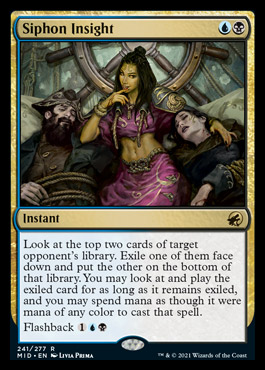 Siphon Insight
Instant
Look at the top two cards of target
opponent's library. Exile one of them face
down and put the other on the bottom of
that library. You may look at and play the
exiled card for as long as it remains exiled,
and you may spend mana as though it were
mana of any color to cast that spell.
Flashback 1
241/277 R
MID • EN LIVIA PRIMA
™ & © 2021 Wizards of the Coast